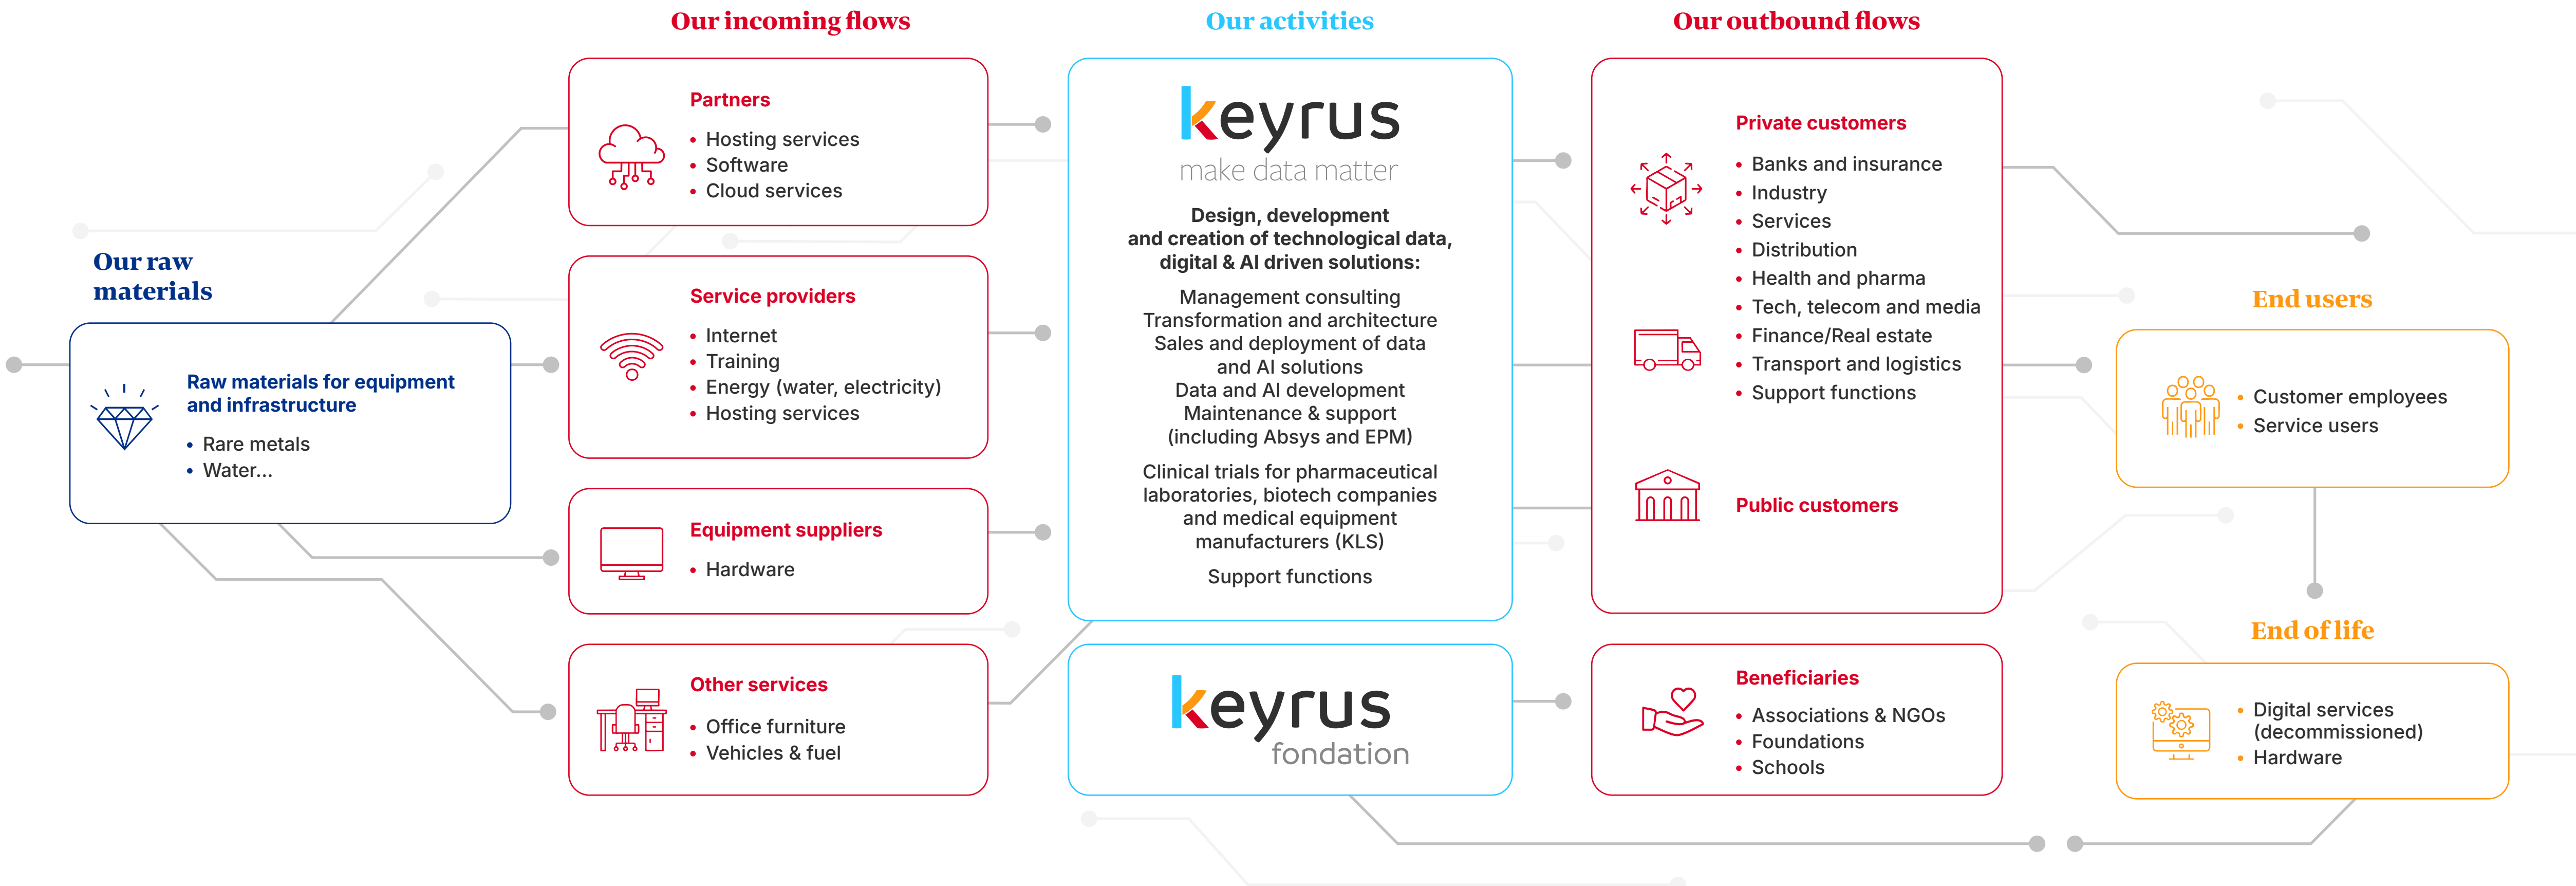 Our raw
materials
Raw materials for equipment
and infrastructure
• Rare metals
• Water...
Our incoming flows
Partners
• Hosting services
• Software
• Cloud services
Service providers
• Internet
• Training
• Energy (water, electricity)
• Hosting services
Equipment suppliers
• Hardware
Other services
• Office furniture
• Vehicles & fuel
Our activities
keyrus
make data matter
Design, development
and creation of technological data,
digital & AI driven solutions:
Management consulting
Transformation and architecture
Sales and deployment of data
and AI solutions
Data and AI development
Maintenance & support
(including Absys and EPM)
Clinical trials for pharmaceutical
laboratories, biotech companies
and medical equipment
manufacturers (KLS)
Support functions
keyrus
fondation
Our outbound flows
Private customers
• Banks and insurance
• Industry
• Services
• Distribution
• Health and pharma
• Tech, telecom and media
• Finance/Real estate
• Transport and logistics
• Support functions
Public customers
Beneficiaries
• Associations & NGOs
• Foundations
• Schools
End users
• Customer employees
• Service users
End of life
• Digital services
(decommissioned)
• Hardware